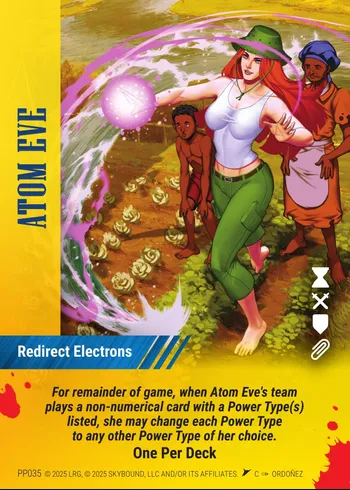 ATOM EVE
Redirect Electrons
For remainder of game, when Atom Eve's team
plays a non-numerical card with a Power Type(s)
listed, she may change each Power Type
to any other Power Type of her choice.
One Per Deck
PP035 © 2025 LRG, © 2025 SKYBOUND, LLC AND/OR ITS AFFILIATES. C ORDOÑEZ